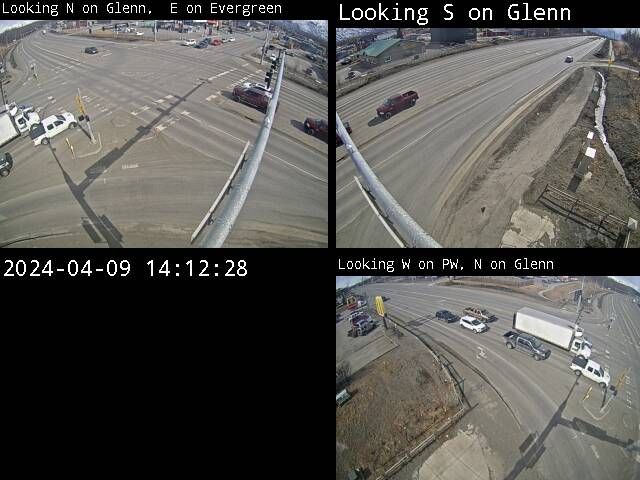 Looking N on Glenn,  E on Evergreen
Looking S on Glenn
2024-04-09 14:12:28
Looking W on PW, N on Glenn